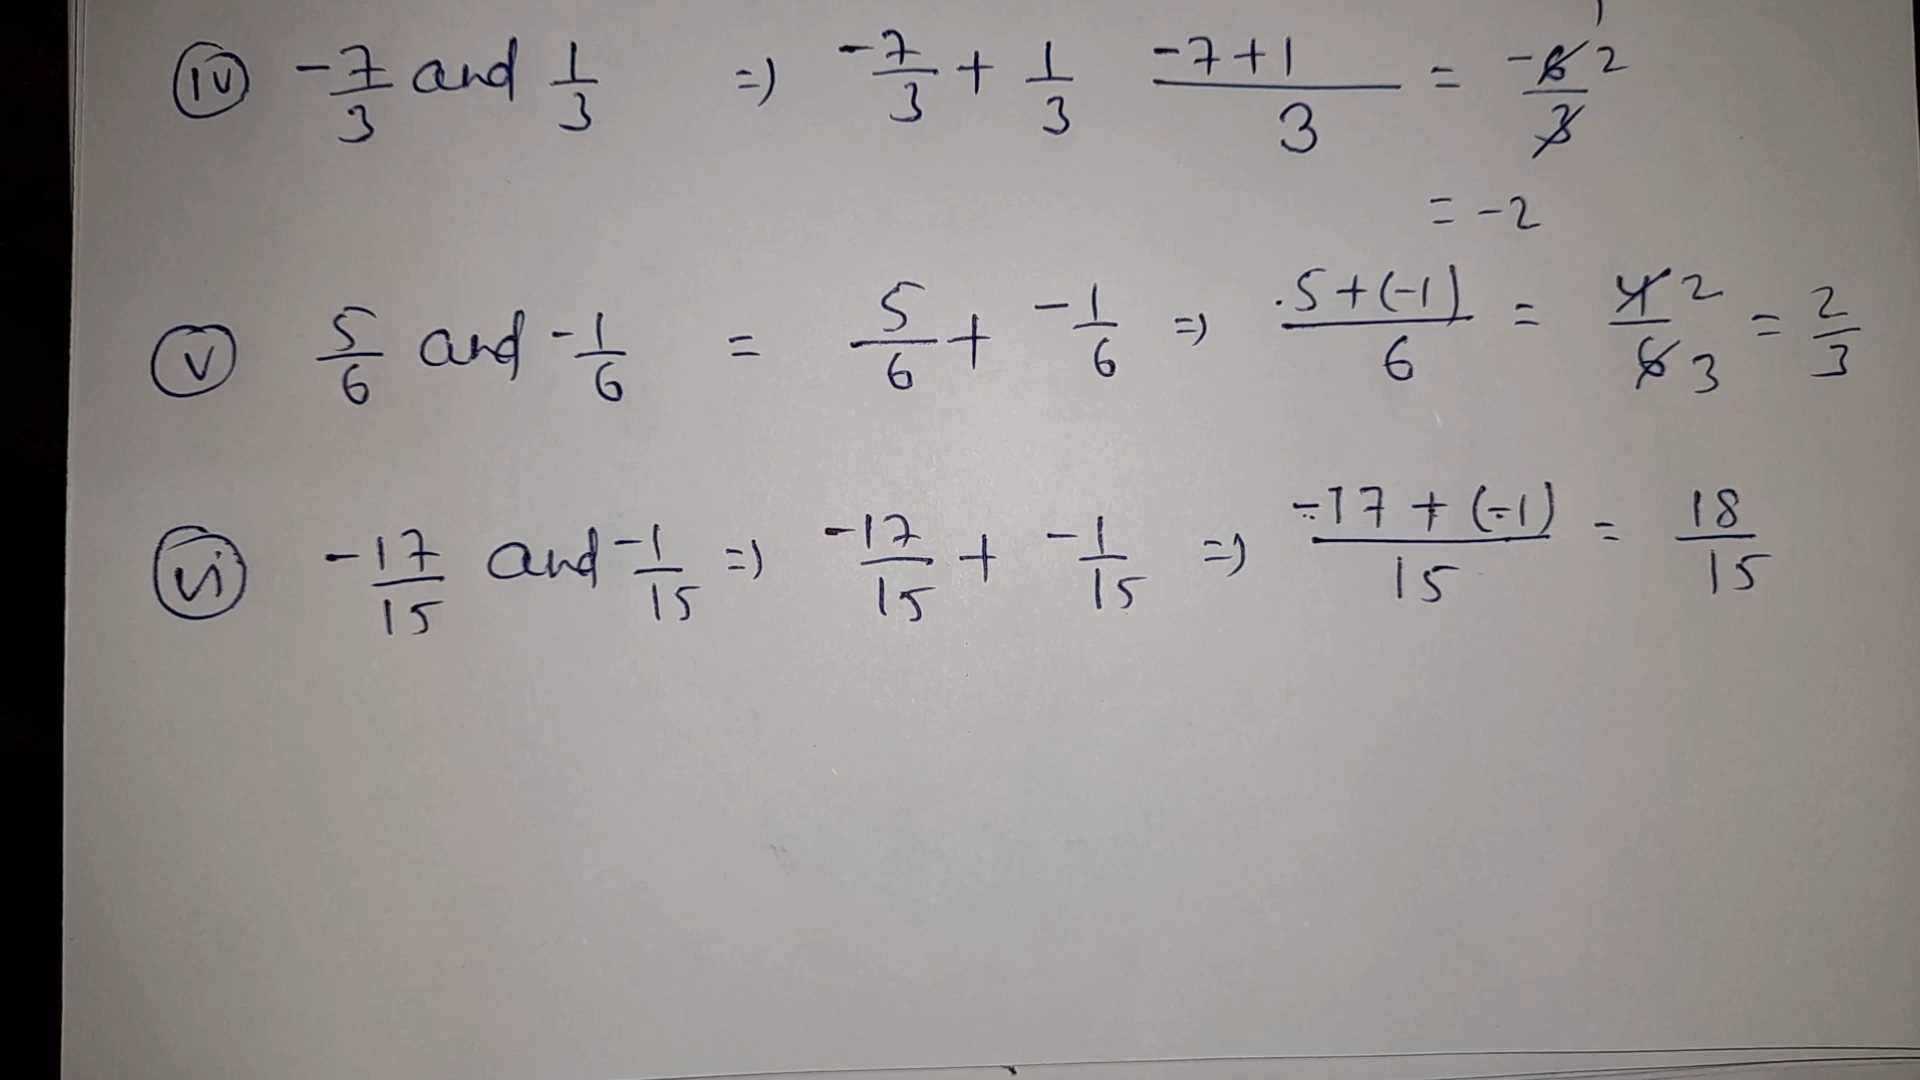 (iv) -7/3 and 1/3 => -7/3 + 1/3 -7+1/3 = -6 2/3
= -2
(v) 5/6 and -1/6 = 5/6 + -1/6 => 5+(-1)/6 = 4 2/6 3 = 2/3
(vi) -17/15 and -1/15 => -17/15 + -1/15 => -17+(-1)/15 = 18/15